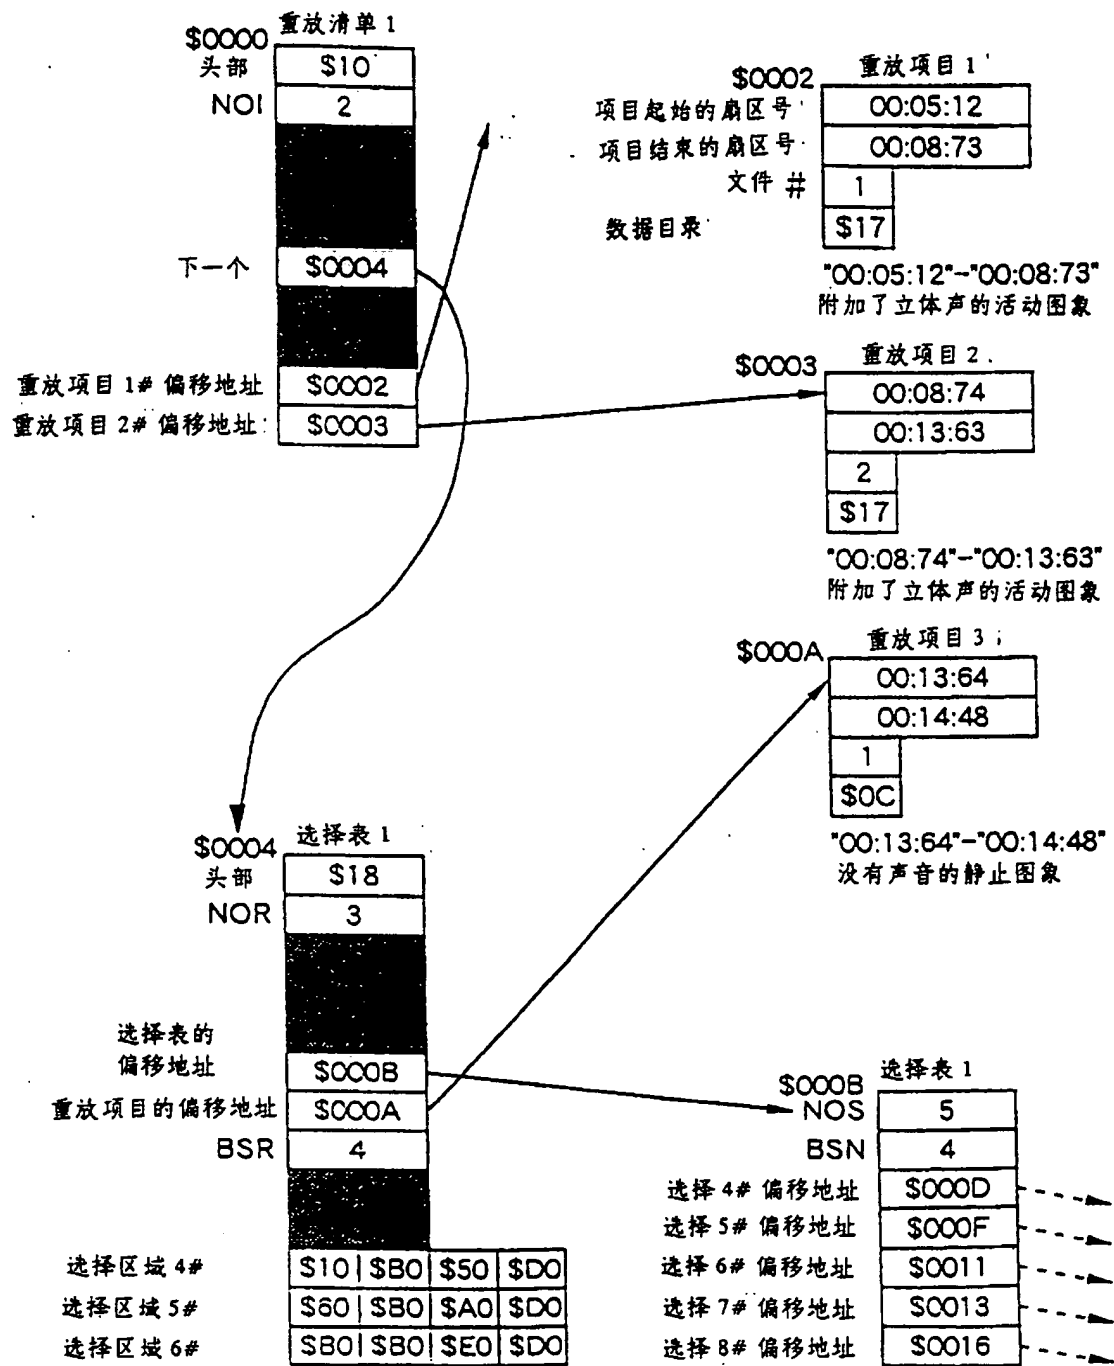 重放清单 1
$0000
头部 $10
NOI 2
下一个 $0004
重放项目 1# 偏移地址 $0002
重放项目 2# 偏移地址 $0003
重放项目 1
$0002
项目起始的扇区号 00:05:12
项目结束的扇区号 00:08:73
文件 # 1
数据目录 $17
"00:05:12"-"00:08:73"
附加了立体声的活动图象
重放项目 2
$0003
00:08:74
00:13:63
2
$17
"00:08:74"-"00:13:63"
附加了立体声的活动图象
重放项目 3
$000A
00:13:64
00:14:48
1
$0C
"00:13:64"-"00:14:48"
没有声音的静止图象
选择表 1
$0004
头部 $18
NOR 3
选择表的
偏移地址 $000B
重放项目的偏移地址 $000A
BSR 4
选择区域 4# $10 $B0 $50 $D0
选择区域 5# $60 $B0 $A0 $D0
选择区域 6# $B0 $B0 $E0 $D0
选择表 1
$000B
NOS 5
BSN 4
选择 4# 偏移地址 $000D
选择 5# 偏移地址 $000F
选择 6# 偏移地址 $0011
选择 7# 偏移地址 $0013
选择 8# 偏移地址 $0016